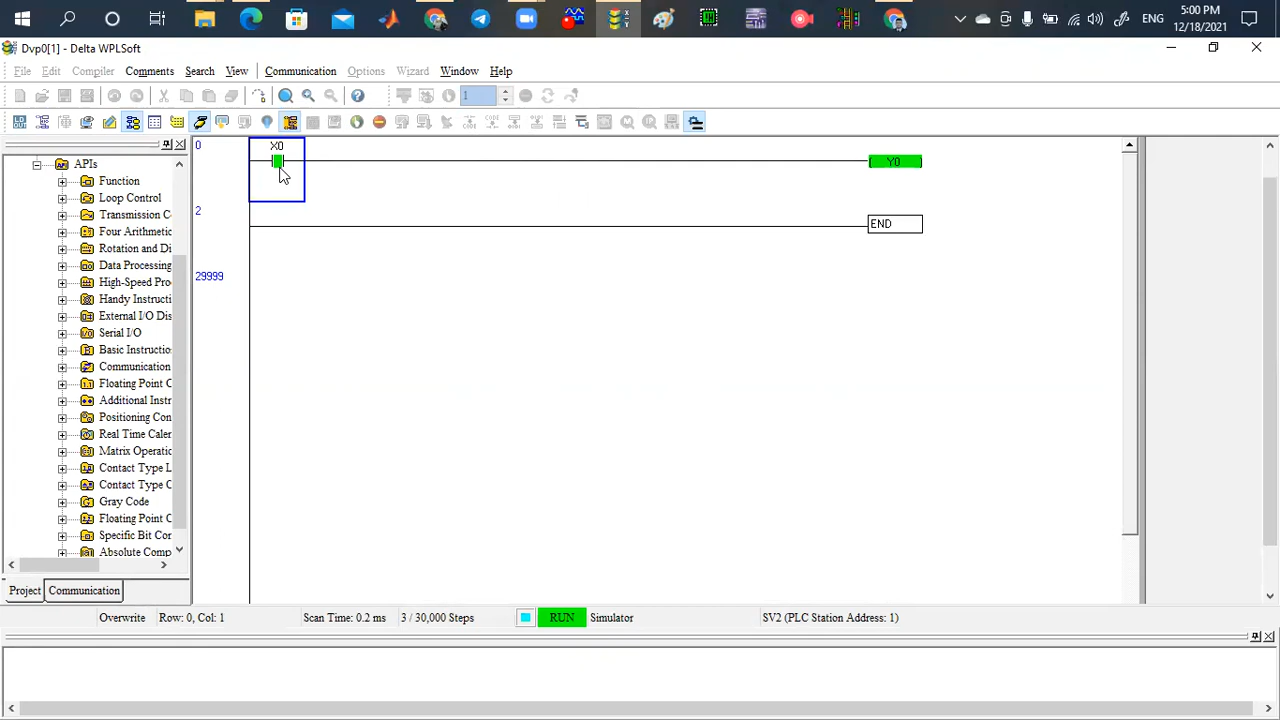 ENG
5:00 PM
12/18/2021
Dvp0[1] - Delta WPLSoft
File Edit Compiler Comments Search View Communication Options Wizard Window Help
1
APIs
Function
Loop Control
Transmission C
Four Arithmetic
Rotation and Di
Data Processing
High-Speed Pro
Handy Instructi
External I/O Dis
Serial I/O
Basic Instructio
Communication
Floating Point C
Additional Instr
Positioning Con
Real Time Caler
Matrix Operatio
Contact Type L
Contact Type C
Gray Code
Floating Point C
Specific Bit Cor
Absolute Comp
Project Communication
0
X0
Y0
2
END
29999
Overwrite Row: 0, Col: 1 Scan Time: 0.2 ms 3 / 30,000 Steps RUN Simulator SV2 (PLC Station Address: 1)